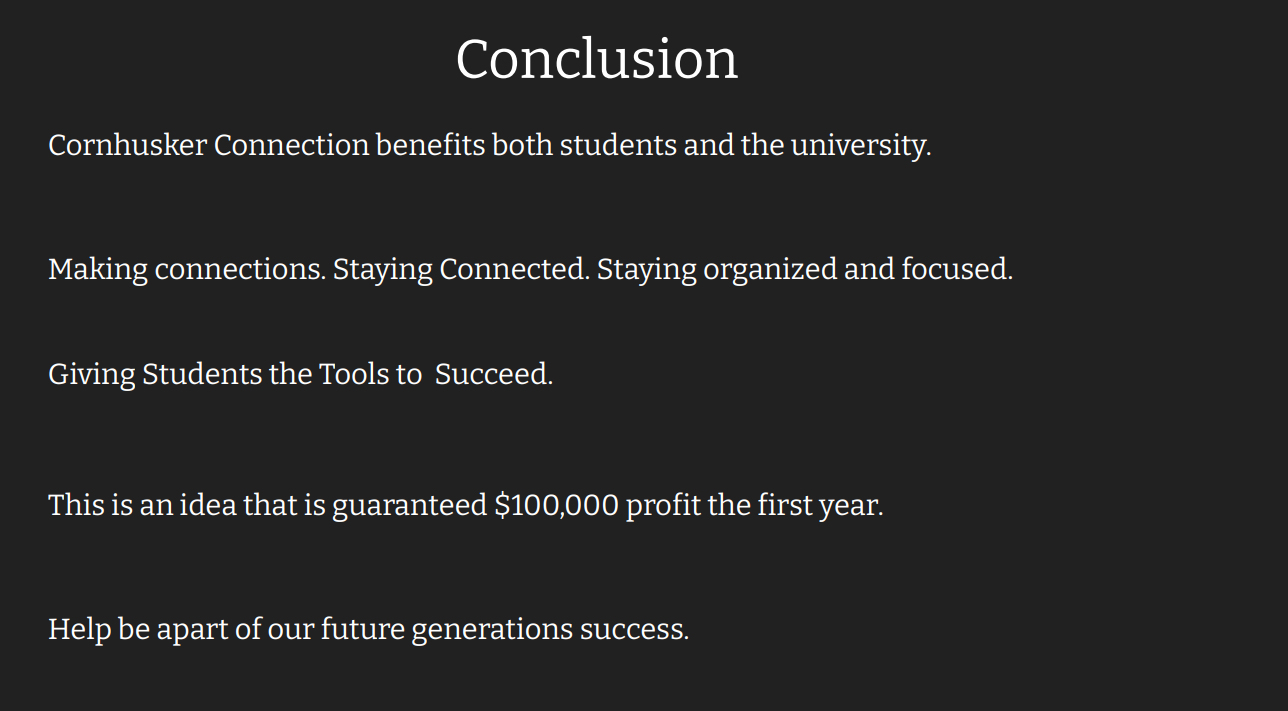 Conclusion
Cornhusker Connection benefits both students and the university.
Making connections. Staying Connected. Staying organized and focused.
Giving Students the Tools to  Succeed.
This is an idea that is guaranteed $100,000 profit the first year.
Help be apart of our future generations success.